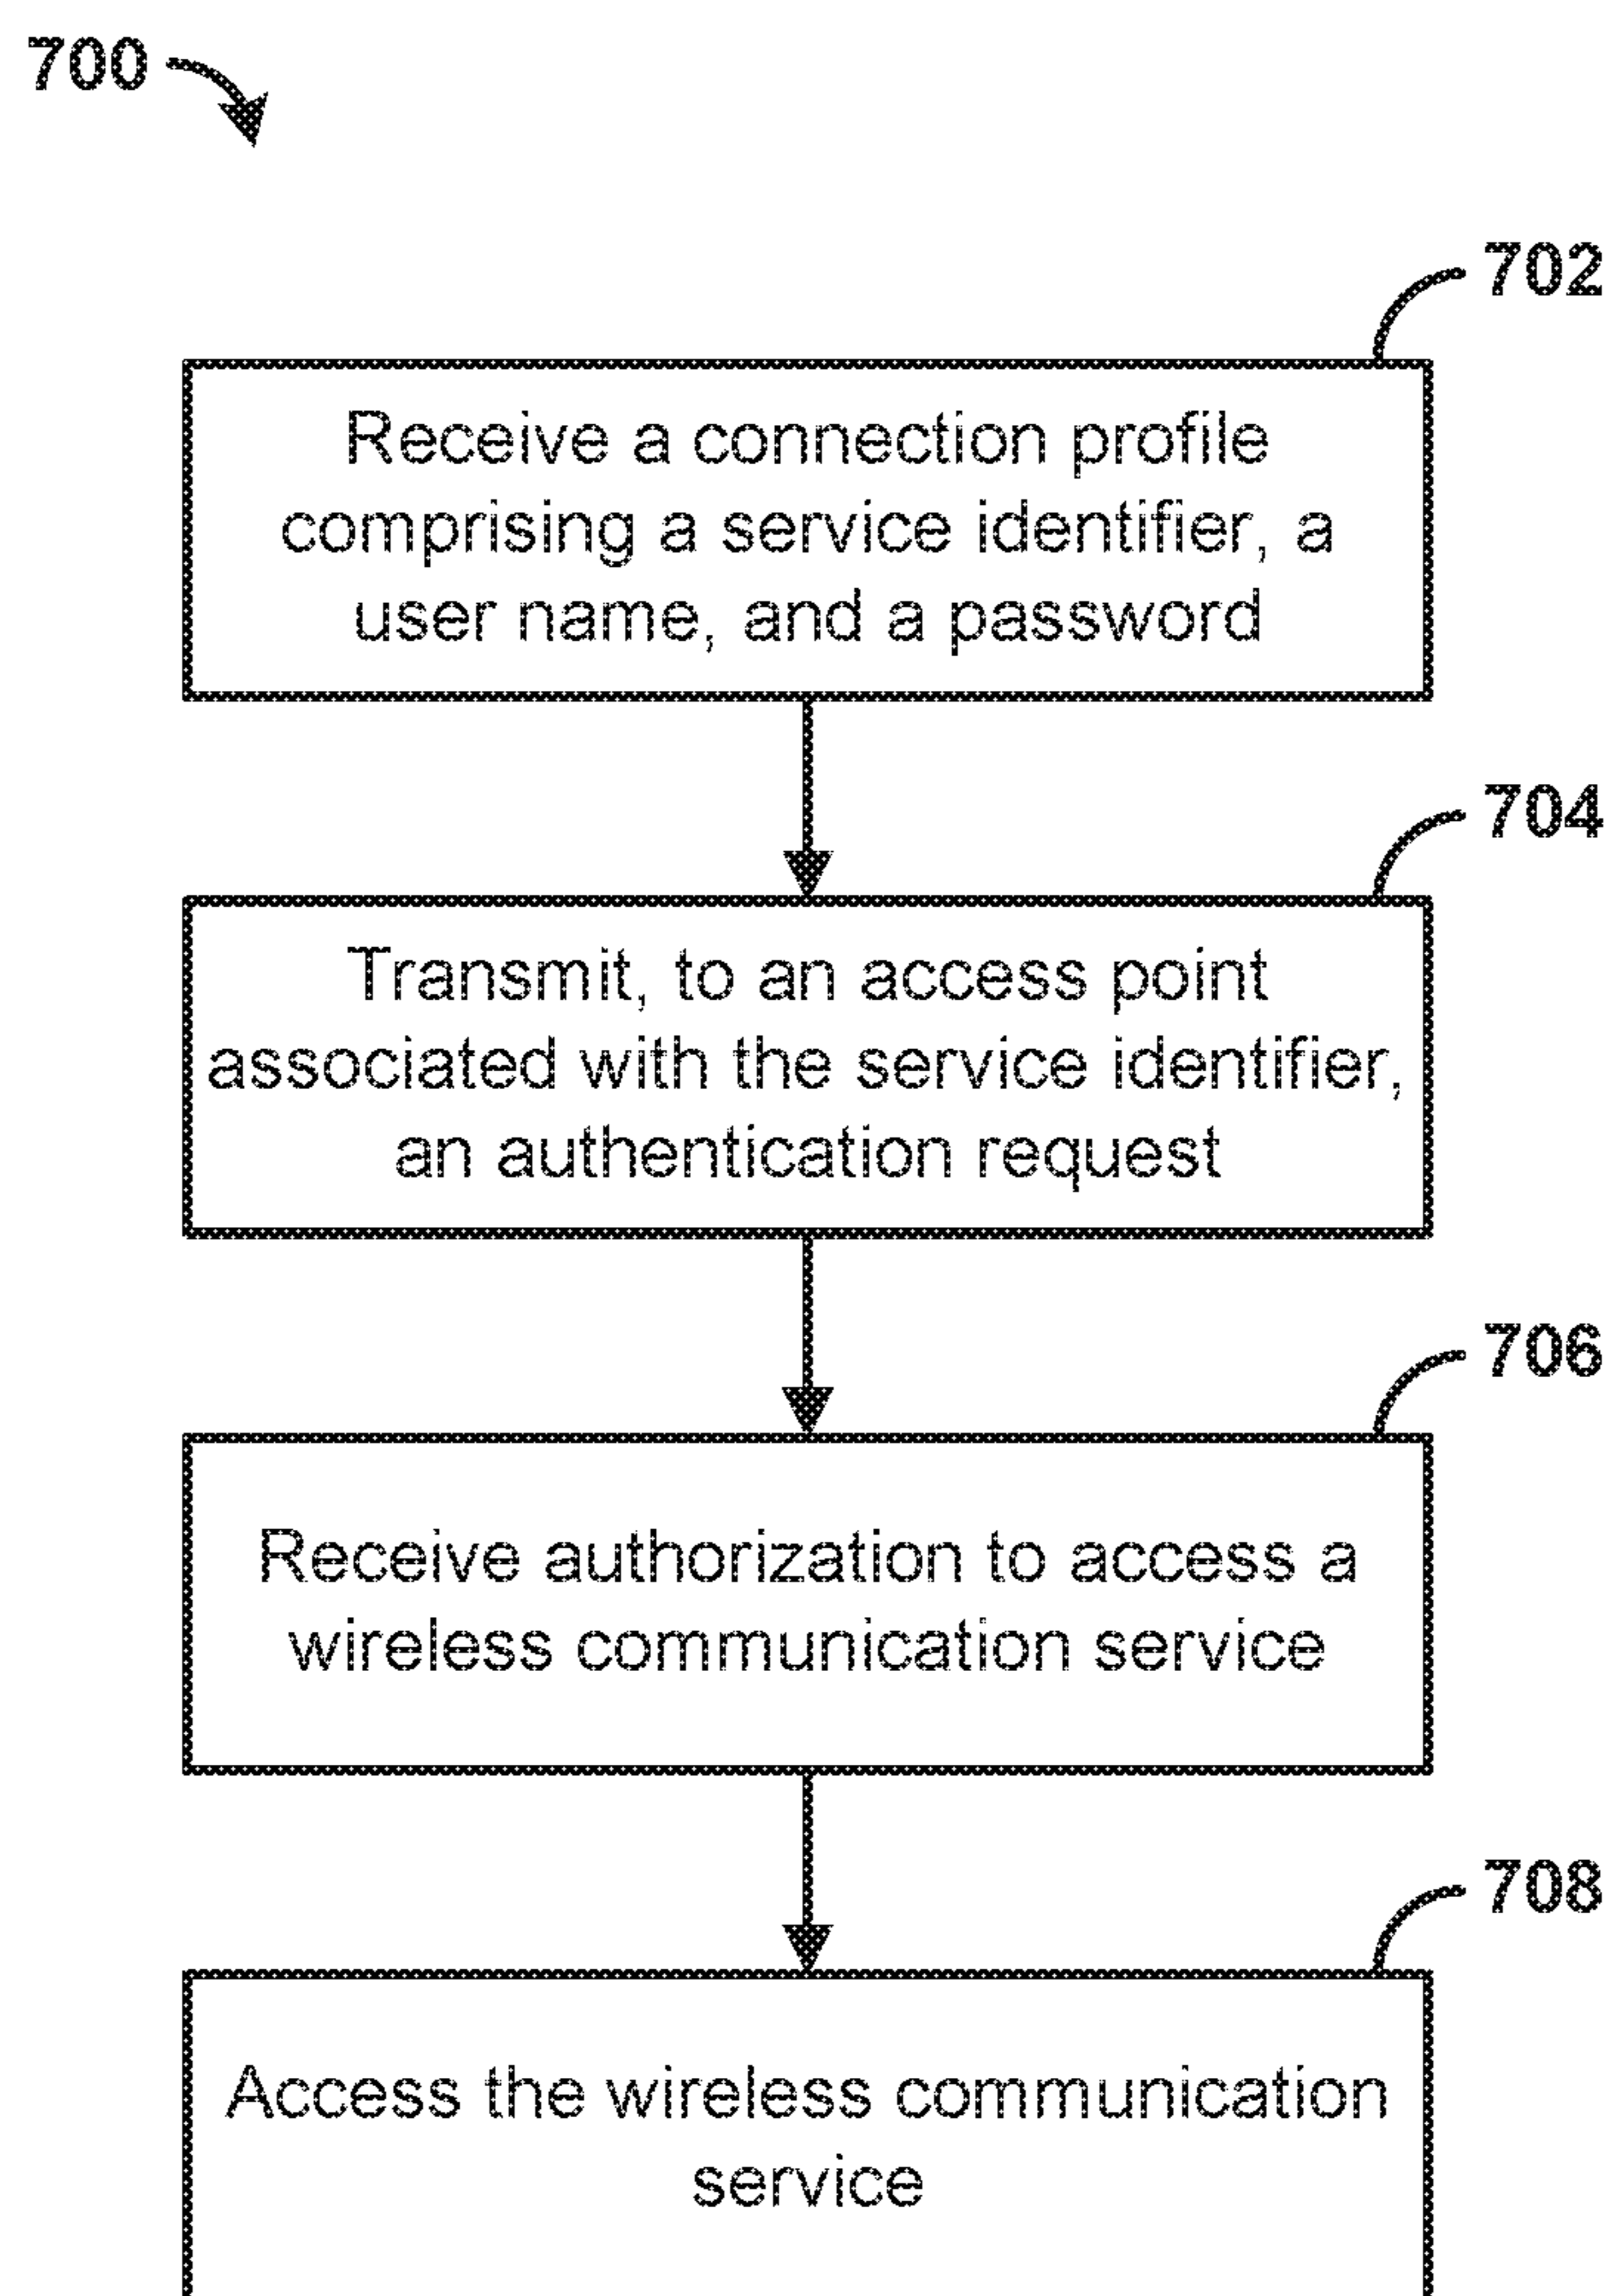 700
702
Receive a connection profile
comprising a service identifier, a
user name, and a password
704
Transmit, to an access point
associated with the service identifier,
an authentication request
706
Receive authorization to access a
wireless communication service
708
Access the wireless communication
service